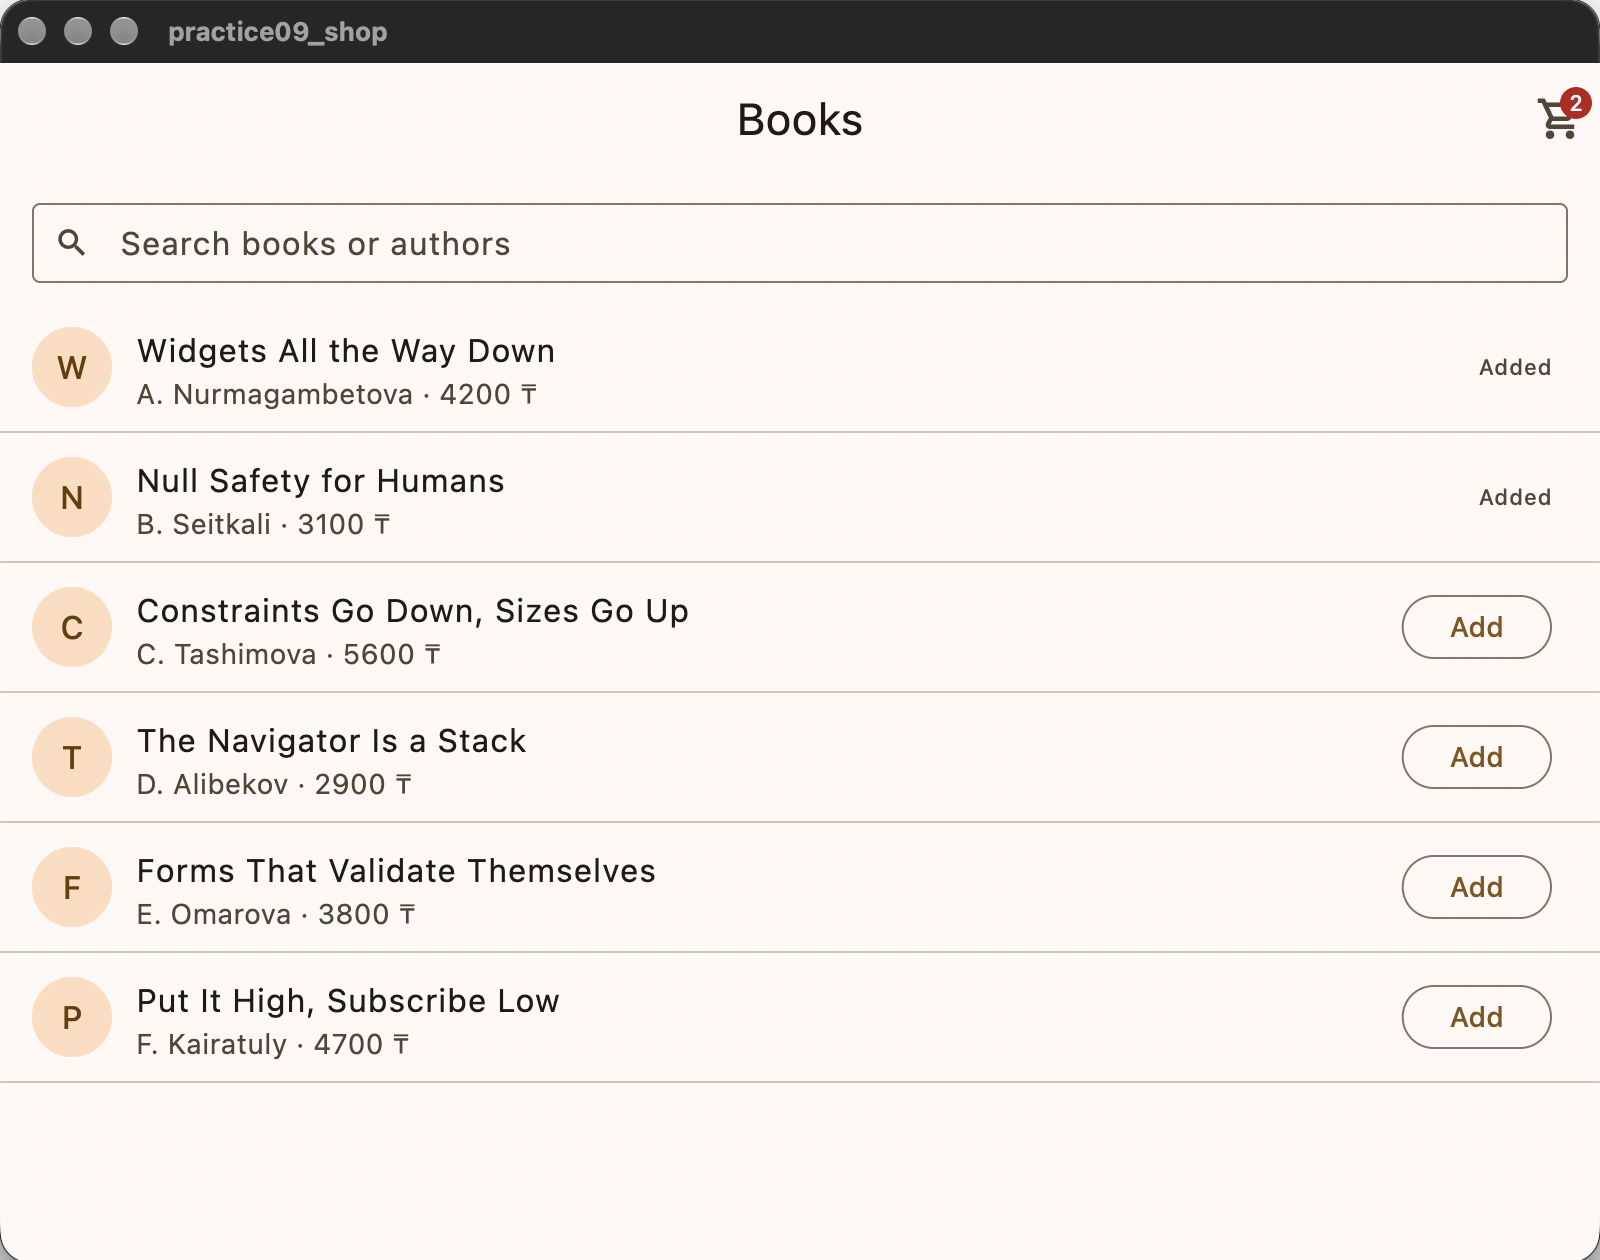 practice09_shop
Books
2
Search books or authors
W
Widgets All the Way Down
A. Nurmagambetova · 4200 ₸
Added
N
Null Safety for Humans
B. Seitkali · 3100 ₸
Added
C
Constraints Go Down, Sizes Go Up
C. Tashimova · 5600 ₸
Add
T
The Navigator Is a Stack
D. Alibekov · 2900 ₸
Add
F
Forms That Validate Themselves
E. Omarova · 3800 ₸
Add
P
Put It High, Subscribe Low
F. Kairatuly · 4700 ₸
Add